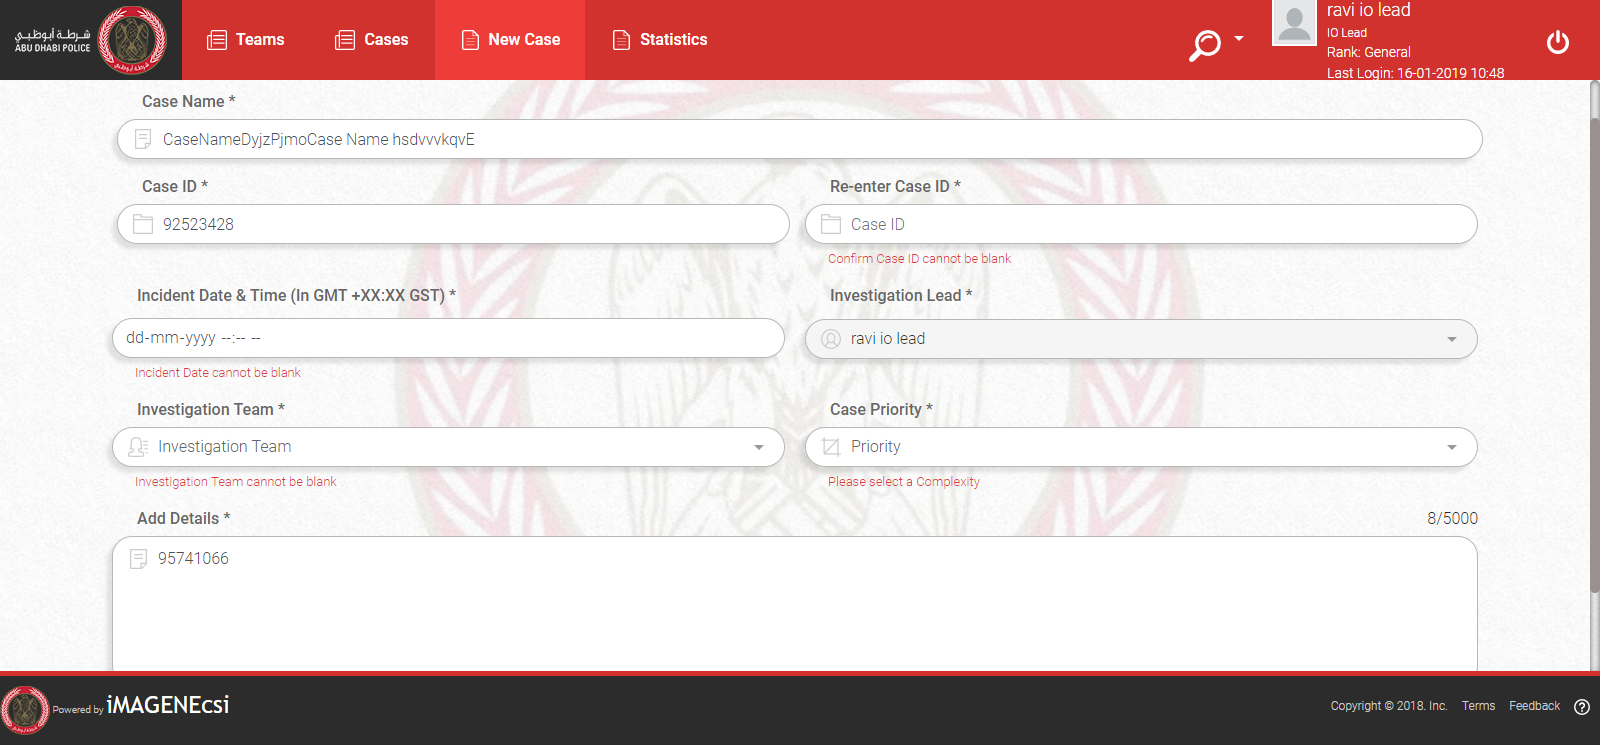 شرطة أبوظبي
ABU DHABI POLICE
Teams
Cases
New Case
Statistics
ravi io lead
IO Lead
Rank: General
Last Login: 16-01-2019 10:48
Case Name *
CaseNameDyjzPjmoCase Name hsdvvvkqvE
Case ID *
Re-enter Case ID *
92523428
Case ID
Confirm Case ID cannot be blank
Incident Date & Time (In GMT +XX:XX GST) *
Investigation Lead *
dd-mm-yyyy --:-- --
ravi io lead
Incident Date cannot be blank
Investigation Team *
Case Priority *
Investigation Team
Priority
Investigation Team cannot be blank
Please select a Complexity
Add Details *
8/5000
95741066
Powered by iMAGENEcsi
Copyright © 2018. Inc.
Terms
Feedback